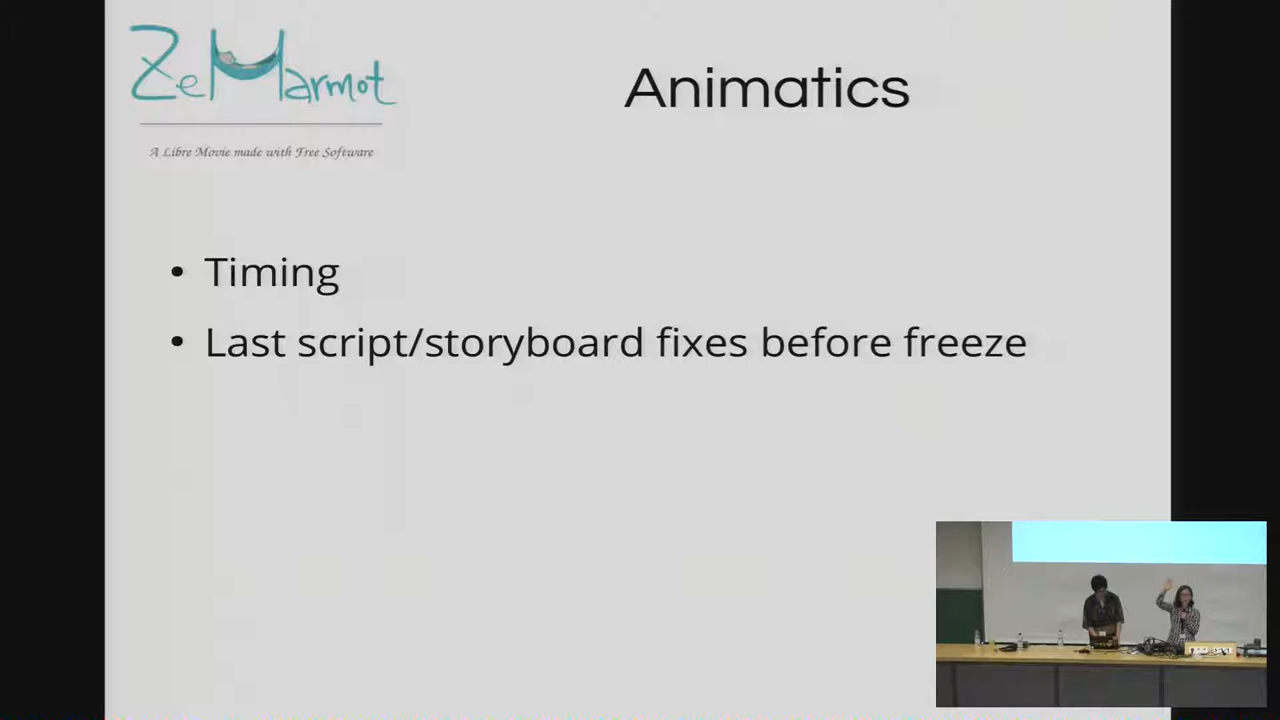 ZeMarmot
A Libre Movie made with Free Software
Animatics
• Timing
• Last script/storyboard fixes before freeze